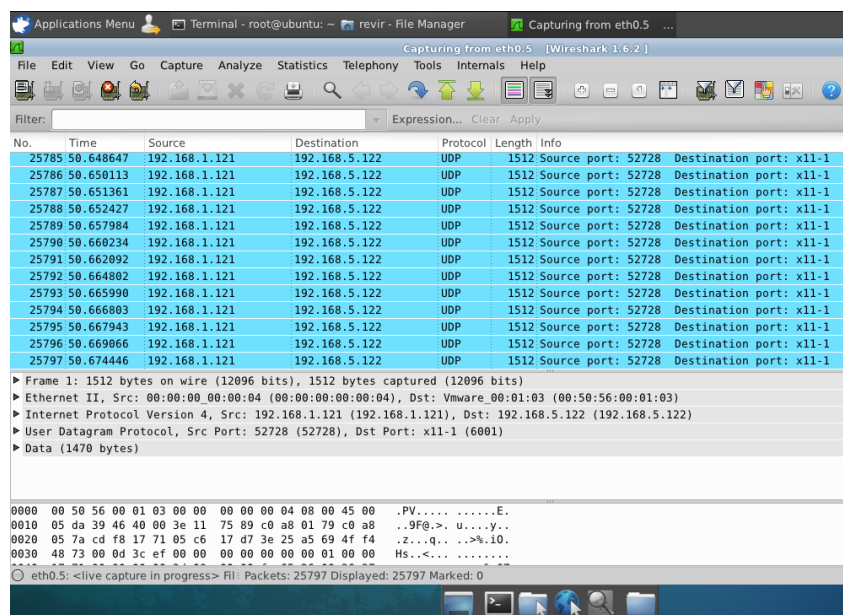 Applications Menu Terminal - root@ubuntu: ~ revir - File Manager Capturing from eth0.5 ...
Capturing from eth0.5 [Wireshark 1.6.2 ]
File Edit View Go Capture Analyze Statistics Telephony Tools Internals Help
Filter: Expression... Clear Apply
No. Time Source Destination Protocol Length Info
25785 50.648647 192.168.1.121 192.168.5.122 UDP 1512 Source port: 52728 Destination port: x11-1
25786 50.650113 192.168.1.121 192.168.5.122 UDP 1512 Source port: 52728 Destination port: x11-1
25787 50.651361 192.168.1.121 192.168.5.122 UDP 1512 Source port: 52728 Destination port: x11-1
25788 50.652427 192.168.1.121 192.168.5.122 UDP 1512 Source port: 52728 Destination port: x11-1
25789 50.657984 192.168.1.121 192.168.5.122 UDP 1512 Source port: 52728 Destination port: x11-1
25790 50.660234 192.168.1.121 192.168.5.122 UDP 1512 Source port: 52728 Destination port: x11-1
25791 50.662092 192.168.1.121 192.168.5.122 UDP 1512 Source port: 52728 Destination port: x11-1
25792 50.664802 192.168.1.121 192.168.5.122 UDP 1512 Source port: 52728 Destination port: x11-1
25793 50.665990 192.168.1.121 192.168.5.122 UDP 1512 Source port: 52728 Destination port: x11-1
25794 50.666803 192.168.1.121 192.168.5.122 UDP 1512 Source port: 52728 Destination port: x11-1
25795 50.667943 192.168.1.121 192.168.5.122 UDP 1512 Source port: 52728 Destination port: x11-1
25796 50.669066 192.168.1.121 192.168.5.122 UDP 1512 Source port: 52728 Destination port: x11-1
25797 50.674446 192.168.1.121 192.168.5.122 UDP 1512 Source port: 52728 Destination port: x11-1
Frame 1: 1512 bytes on wire (12096 bits), 1512 bytes captured (12096 bits)
Ethernet II, Src: 00:00:00_00:00:04 (00:00:00:00:00:04), Dst: Vmware_00:01:03 (00:50:56:00:01:03)
Internet Protocol Version 4, Src: 192.168.1.121 (192.168.1.121), Dst: 192.168.5.122 (192.168.5.122)
User Datagram Protocol, Src Port: 52728 (52728), Dst Port: x11-1 (6001)
Data (1470 bytes)
0000 00 50 56 00 01 03 00 00 00 00 00 04 08 00 45 00 .PV..... ......E.
0010 05 da 39 46 40 00 3e 11 75 89 c0 a8 01 79 c0 a8 ..9F@.>. u....y..
0020 05 7a cd f8 17 71 05 c6 17 d7 3e 25 a5 69 4f f4 .z...q.. ..>%.iO.
0030 48 73 00 0d 3c ef 00 00 00 00 00 00 01 00 00 Hs..<... ........
eth0.5: <live capture in progress> Fil Packets: 25797 Displayed: 25797 Marked: 0